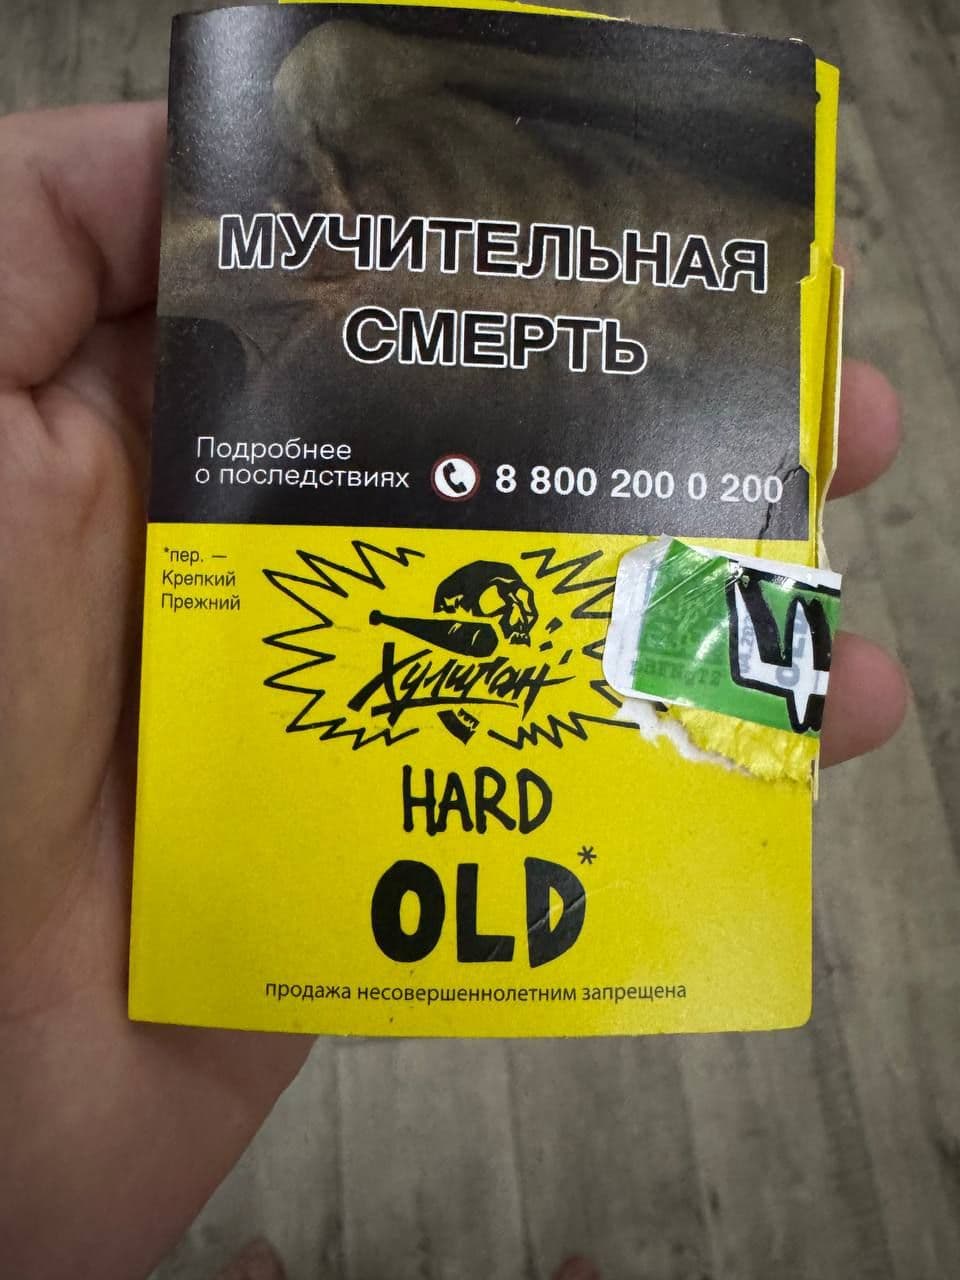 МУЧИТЕЛЬНАЯ
СМЕРТЬ
Подробнее
о последствиях
8 800 200 0 200
*пер. —
Крепкий
Прежний
Хулиган
HARD
OLD*
продажа несовершеннолетним запрещена